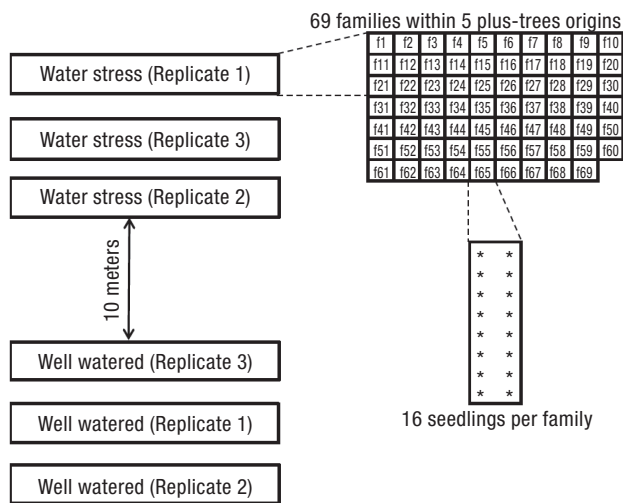 69 families within 5 plus-trees origins
f1 f2 f3 f4 f5 f6 f7 f8 f9 f10
f11 f12 f13 f14 f15 f16 f17 f18 f19 f20
f21 f22 f23 f24 f25 f26 f27 f28 f29 f30
f31 f32 f33 f34 f35 f36 f37 f38 f39 f40
f41 f42 f43 f44 f45 f46 f47 f48 f49 f50
f51 f52 f53 f54 f55 f56 f57 f58 f59 f60
f61 f62 f63 f64 f65 f66 f67 f68 f69
Water stress (Replicate 1)
Water stress (Replicate 3)
Water stress (Replicate 2)
10 meters
Well watered (Replicate 3)
Well watered (Replicate 1)
Well watered (Replicate 2)
* *
* *
* *
* *
* *
* *
* *
* *
16 seedlings per family